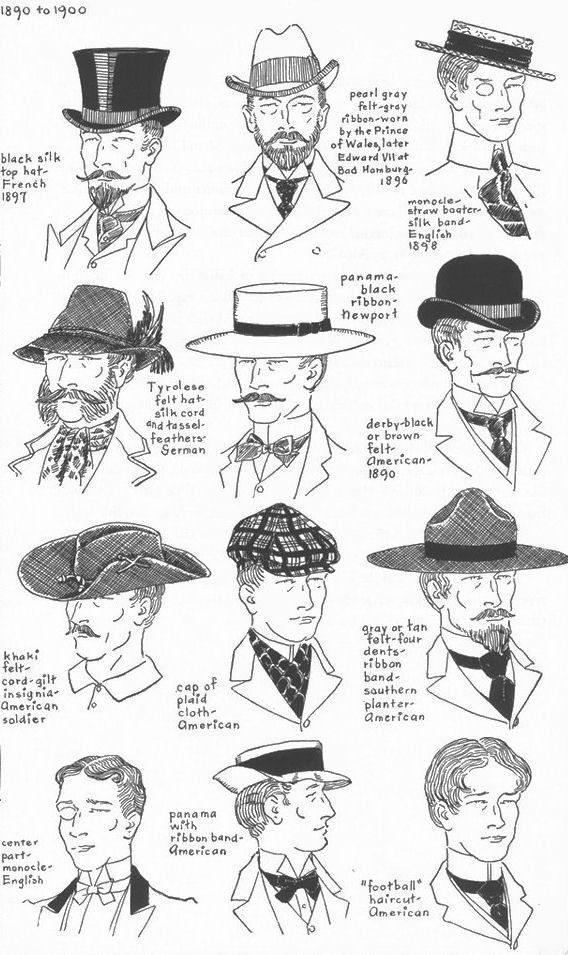 1890 to 1900
black silk
top hat-
French
1897
pearl gray
felt-gray
ribbon-worn
by the Prince
of Wales, later
Edward VII at
Bad Homburg-
1896
monocle-
straw boater-
silk band-
English
1898
Tyrolese
felt hat-
silk cord
and tassel-
feathers-
German
panama-
black
ribbon-
Newport
derby-black
or brown
felt-
American-
1890
khaki
felt-
cord-gilt
insignia-
American
soldier
cap of
plaid
cloth-
American
gray or tan
felt-four
dents-
ribbon
band-
southern
planter-
American
center
part-
monocle-
English
panama
with
ribbon band-
American
"football"
haircut-
American